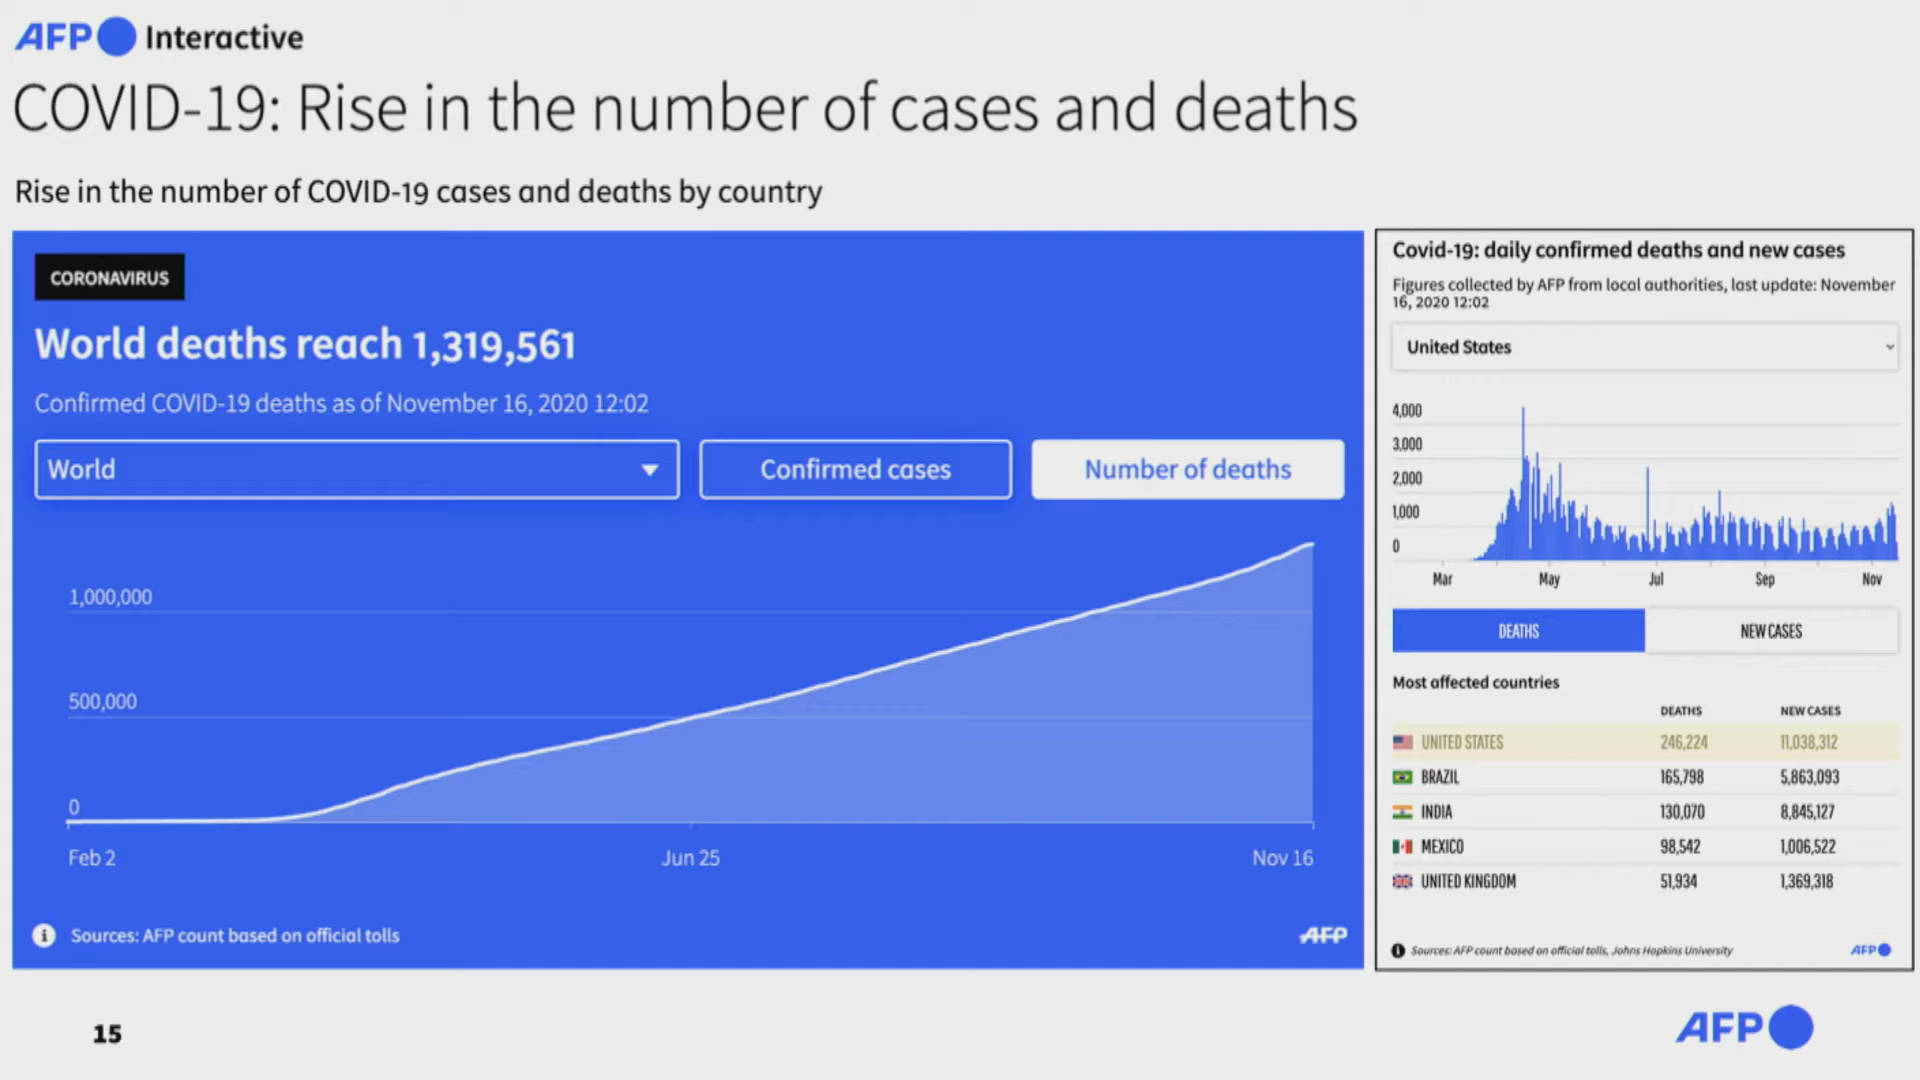 AFP Interactive
COVID-19: Rise in the number of cases and deaths
Rise in the number of COVID-19 cases and deaths by country
CORONAVIRUS
World deaths reach 1,319,561
Confirmed COVID-19 deaths as of November 16, 2020 12:02
World
Confirmed cases
Number of deaths
1,000,000
500,000
0
Feb 2
Jun 25
Nov 16
Sources: AFP count based on official tolls
AFP
Covid-19: daily confirmed deaths and new cases
Figures collected by AFP from local authorities, last update: November
16, 2020 12:02
United States
4,000
3,000
2,000
1,000
0
Mar May Jul Sep Nov
DEATHS
NEW CASES
Most affected countries
DEATHS NEW CASES
UNITED STATES 246,224 11,038,312
BRAZIL 165,798 5,863,093
INDIA 130,070 8,845,127
MEXICO 98,542 1,006,522
UNITED KINGDOM 51,934 1,369,318
Sources: AFP count based on official tolls, Johns Hopkins University
AFP
15
AFP